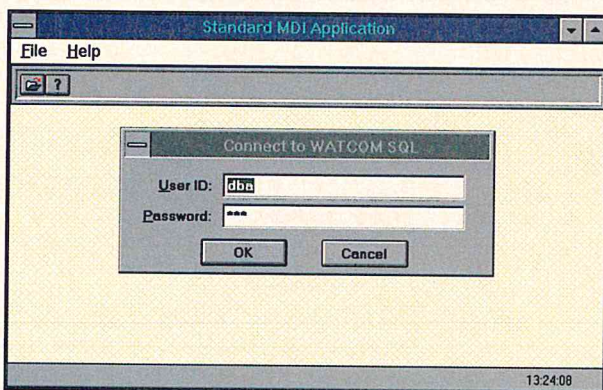 Standard MDI Application
File Help
?
Connect to WATCOM SQL
User ID: dba
Password: ***
OK Cancel
13:24:08